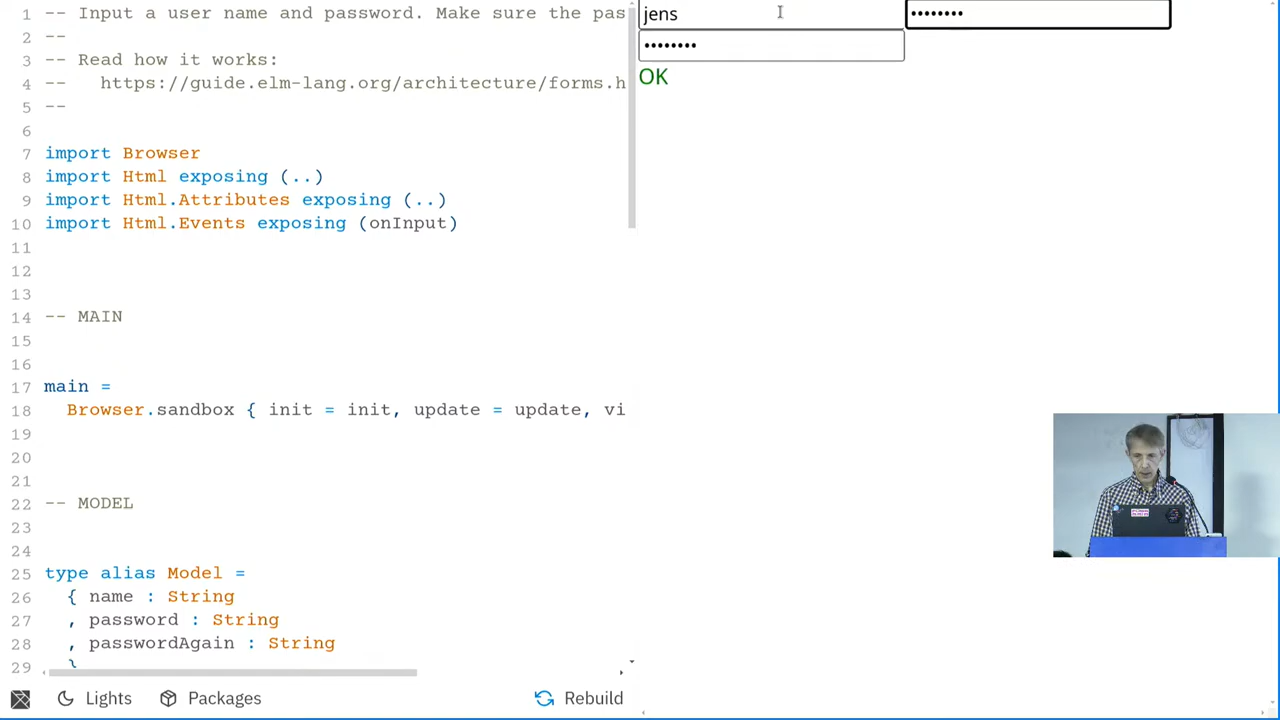 1 -- Input a user name and password. Make sure the pas
2 --
3 -- Read how it works:
4 --   https://guide.elm-lang.org/architecture/forms.h
5 --
6
7 import Browser
8 import Html exposing (..)
9 import Html.Attributes exposing (..)
10 import Html.Events exposing (onInput)
11
12
13
14 -- MAIN
15
16
17 main =
18   Browser.sandbox { init = init, update = update, vi
19
20
21
22 -- MODEL
23
24
25 type alias Model =
26   { name : String
27   , password : String
28   , passwordAgain : String
29   }
Lights Packages Rebuild
jens ••••••••
••••••••
OK